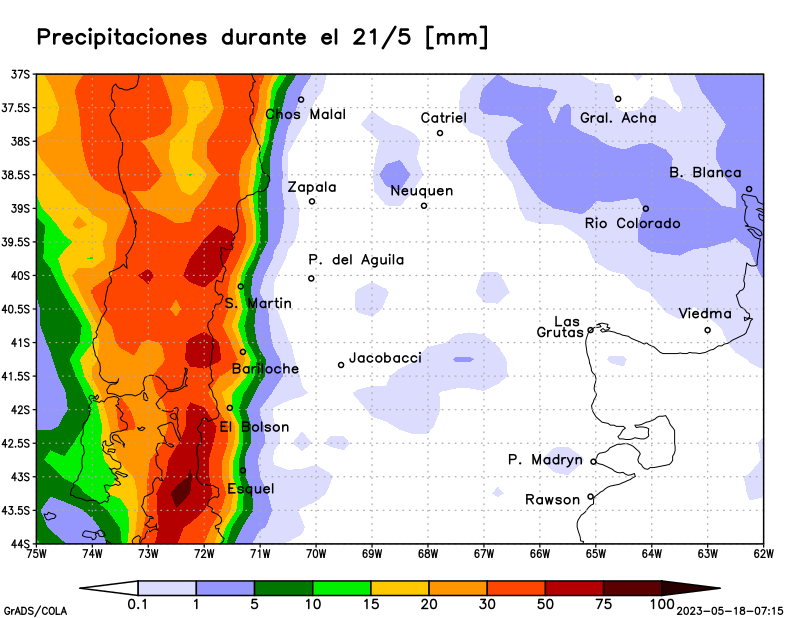 Precipitaciones durante el 21/5 [mm]
37S
37.5S
Chos Malal
Catriel
Gral. Acha
38S
38.5S
B. Blanca
Zapala
Neuquen
39S
Rio Colorado
39.5S
P. del Aguila
40S
S. Martin
40.5S
Viedma
Las
Grutas
41S
Jacobacci
Bariloche
41.5S
42S
El Bolson
42.5S
P. Madryn
43S
Esquel
Rawson
43.5S
44S
75W 74W 73W 72W 71W 70W 69W 68W 67W 66W 65W 64W 63W 62W
0.1 1 5 10 15 20 30 50 75 100
GrADS/COLA
2023-05-18-07:15